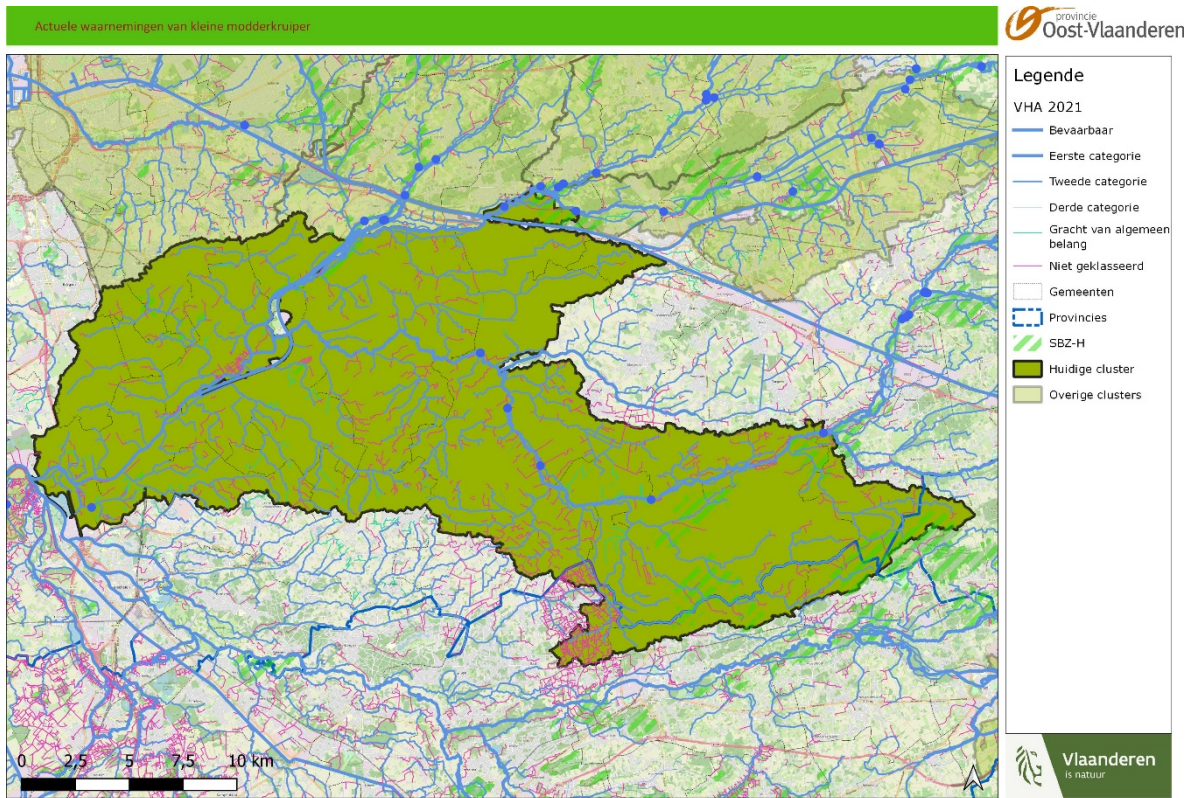 Actuele waarnemingen van kleine modderkruiper
provincie
Oost-Vlaanderen
Legende
VHA 2021
Bevaarbaar
Eerste categorie
Tweede categorie
Derde categorie
Gracht van algemeen
belang
Niet geklasseerd
Gemeenten
Provincies
SBZ-H
Huidige cluster
Overige clusters
0 2,5 5 7,5 10 km
Vlaanderen
is natuur